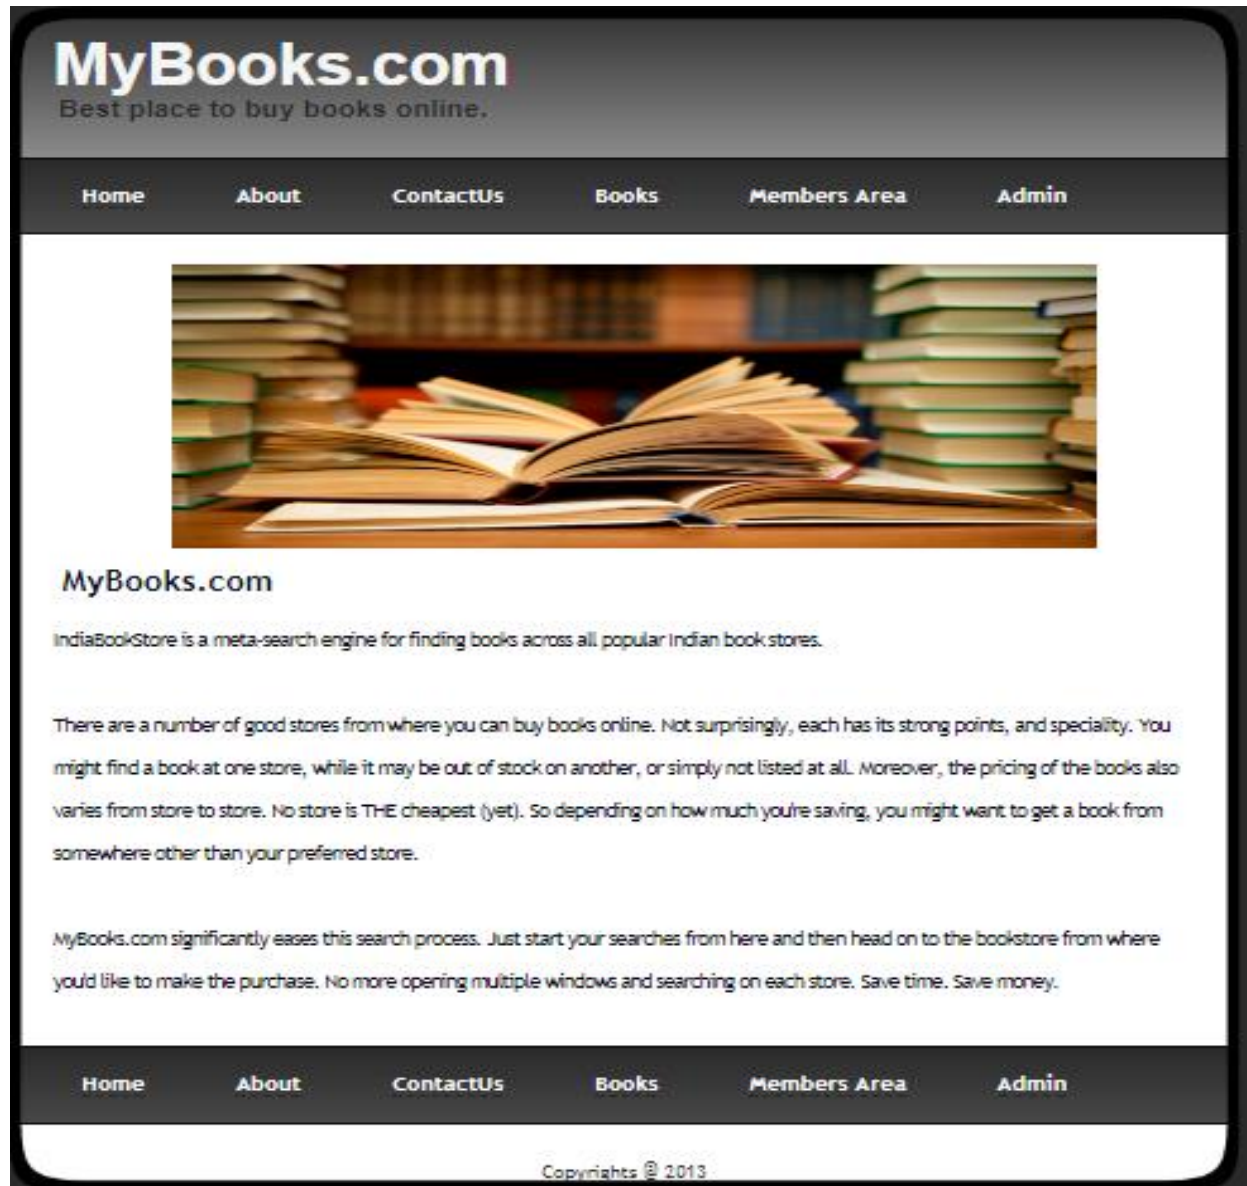 MyBooks.com
Best place to buy books online.
Home About ContactUs Books Members Area Admin
MyBooks.com
IndiaBookStore is a meta-search engine for finding books across all popular Indian book stores.
There are a number of good stores from where you can buy books online. Not surprisingly, each has its strong points, and speciality. You
might find a book at one store, while it may be out of stock on another, or simply not listed at all. Moreover, the pricing of the books also
varies from store to store. No store is THE cheapest (yet). So depending on how much you're saving, you might want to get a book from
somewhere other than your preferred store.
MyBooks.com significantly eases this search process. Just start your searches from here and then head on to the bookstore from where
you'd like to make the purchase. No more opening multiple windows and searching on each store. Save time. Save money.
Home About ContactUs Books Members Area Admin
Copyrights @ 2013